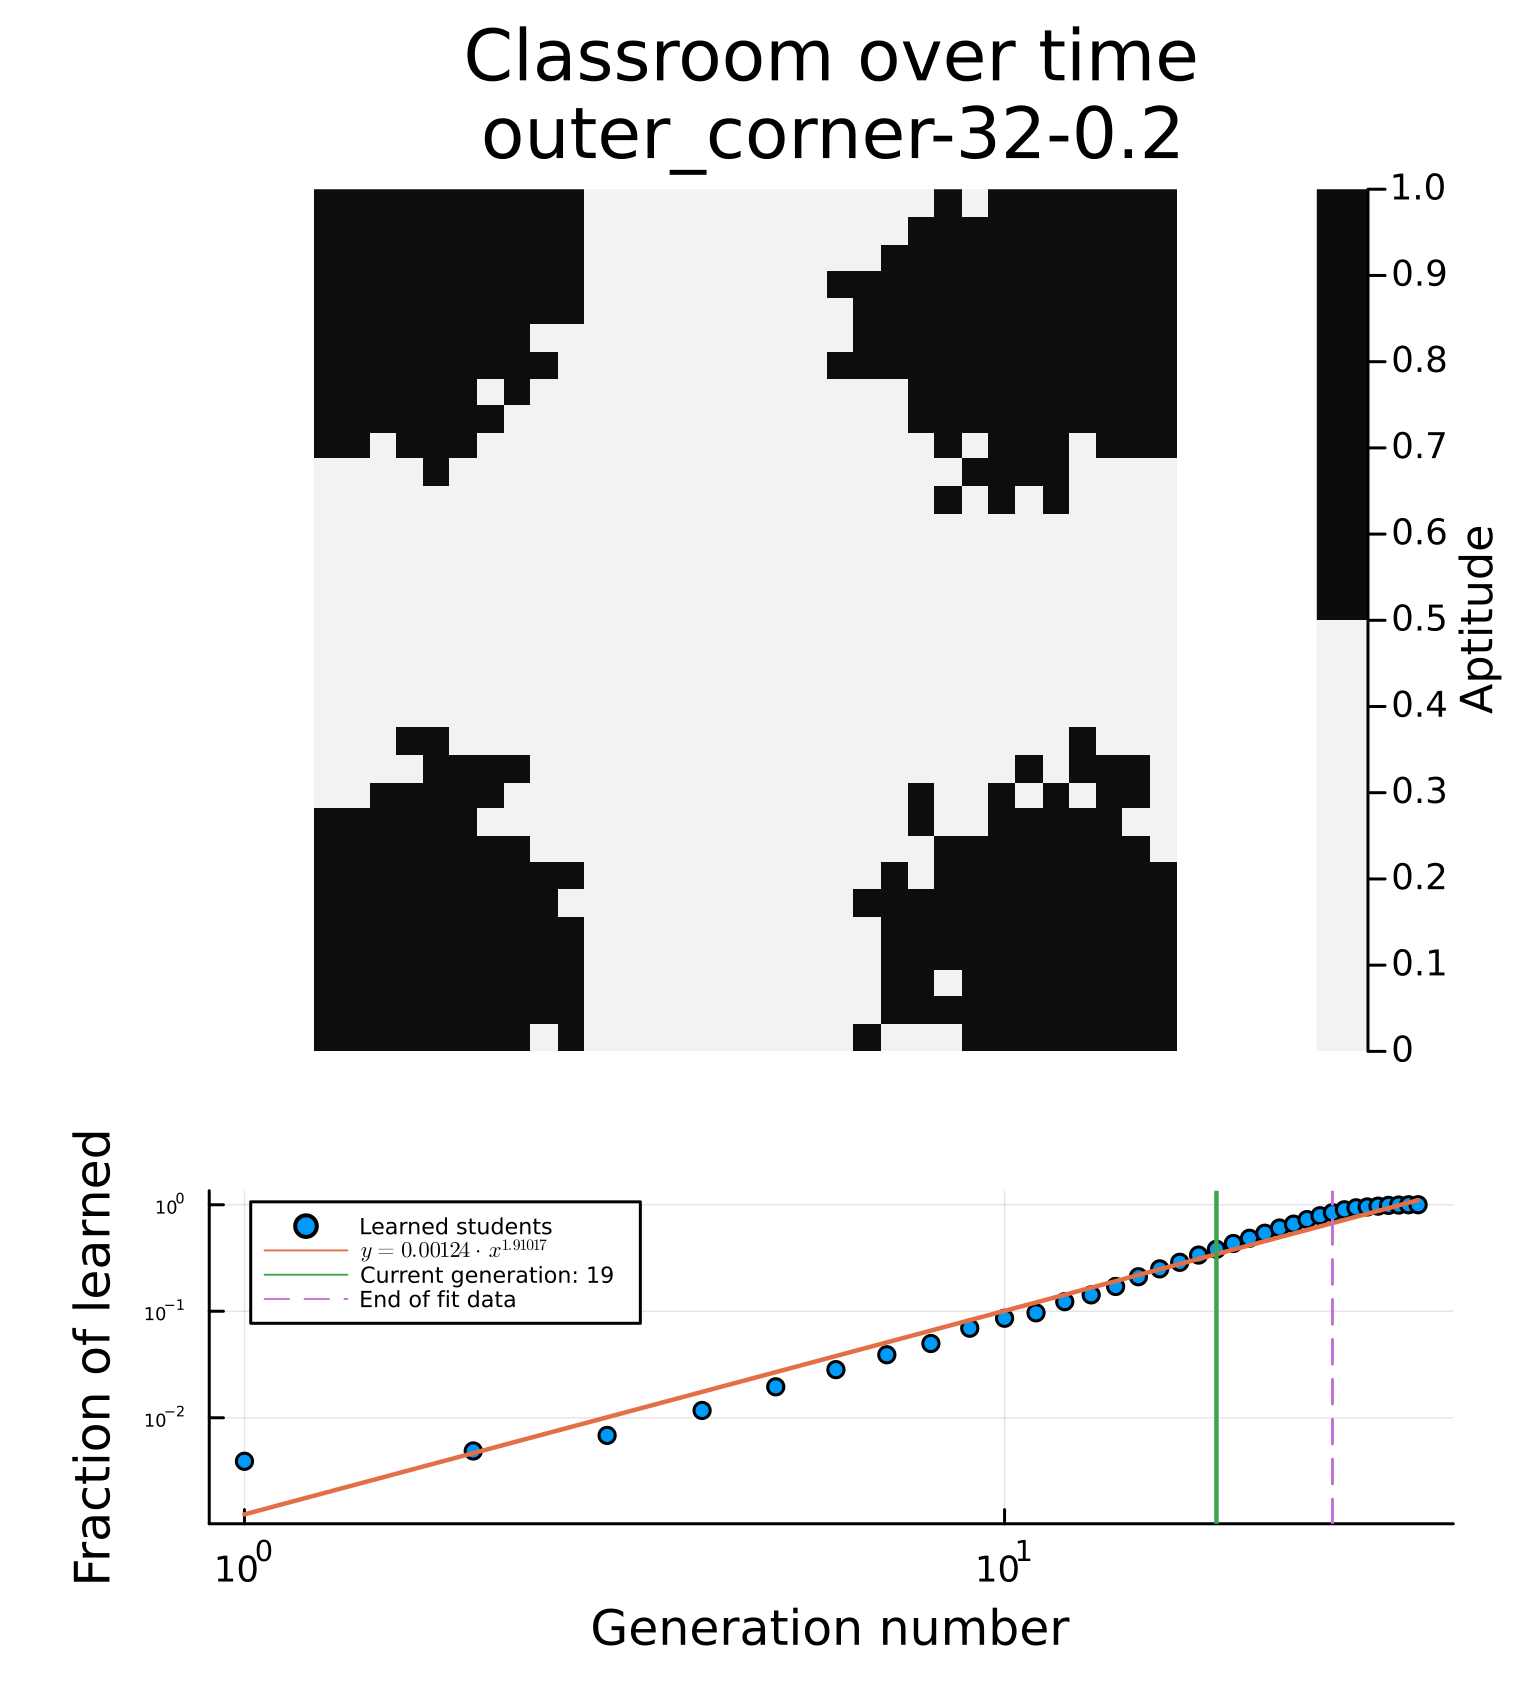 Classroom over time
outer_corner-32-0.2
1.0
0.9
0.8
0.7
0.6
0.5
0.4
0.3
0.2
0.1
0
Aptitude
Fraction of learned
10^0
10^-1
10^-2
Learned students
y = 0.00124 · x^1.91017
Current generation: 19
End of fit data
10^0
10^1
Generation number